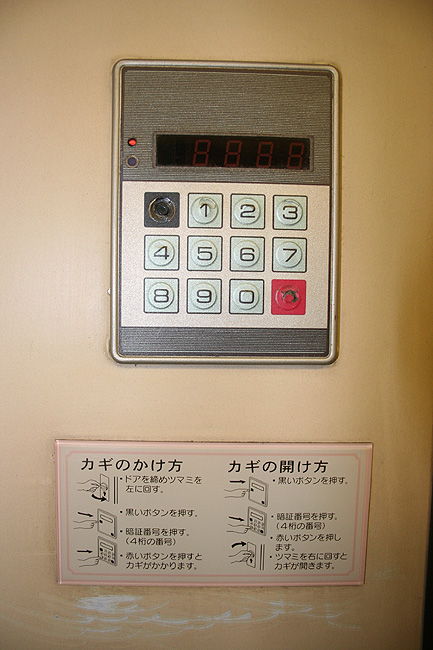 8888
1 2 3
4 5 6 7
8 9 0
カギのかけ方
・ドアを締めツマミを
左に回す。
・黒いボタンを押す。
・暗証番号を押す。
(4桁の番号)
・赤いボタンを押すと
カギがかかります。
カギの開け方
・黒いボタンを押す。
・暗証番号を押す。
(4桁の番号)
・赤いボタンを押し
ます。
・ツマミを右に回すと
カギが開きます。